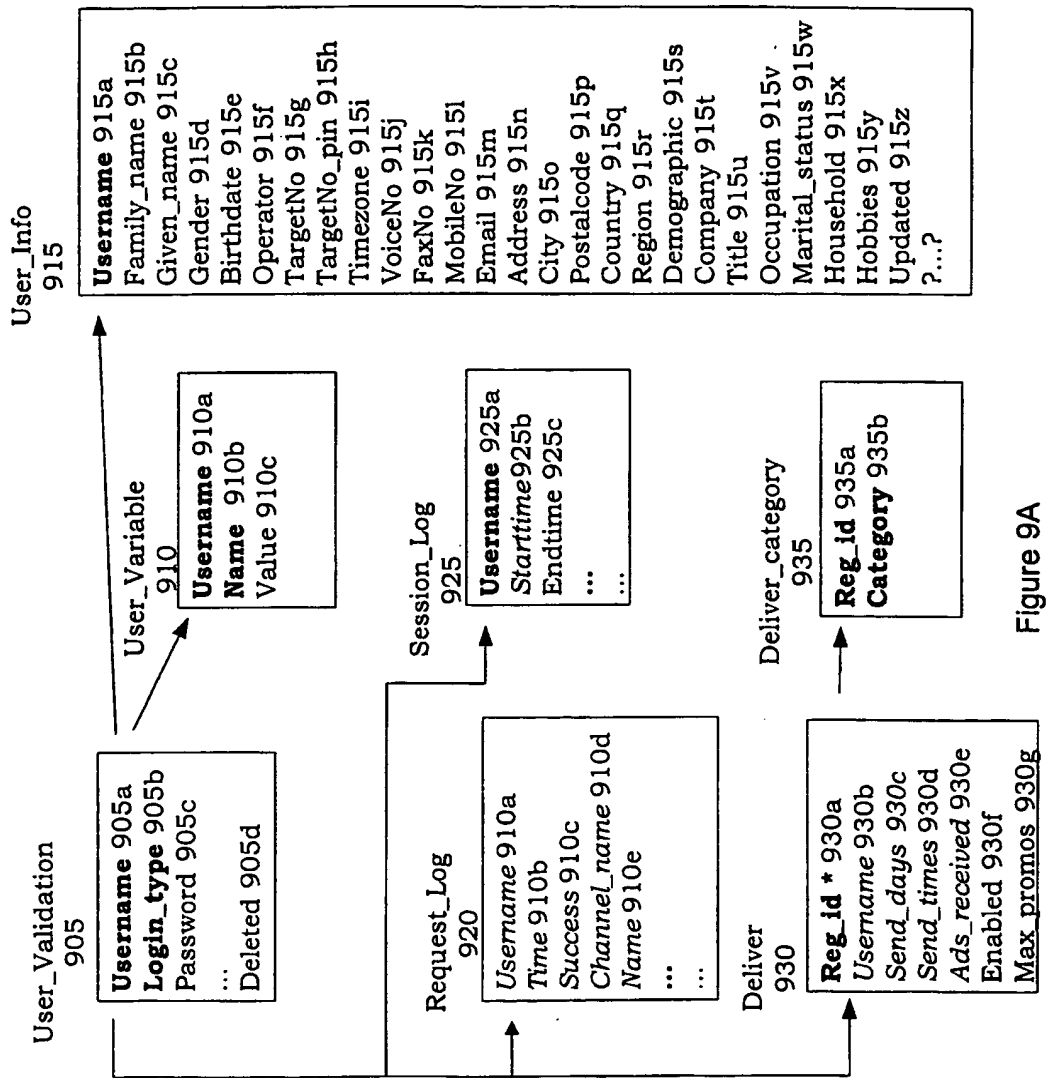 User_Validation
905
Username 905a
Login_type 905b
Password 905c
...
Deleted 905d
User_Variable
910
Username 910a
Name 910b
Value 910c
User_Info
915
Username 915a
Family_name 915b
Given_name 915c
Gender 915d
Birthdate 915e
Operator 915f
TargetNo 915g
TargetNo_pin 915h
Timezone 915i
VoiceNo 915j
FaxNo 915k
MobileNo 915l
Email 915m
Address 915n
City 915o
Postalcode 915p
Country 915q
Region 915r
Demographic 915s
Company 915t
Title 915u
Occupation 915v
Marital_status 915w
Household 915x
Hobbies 915y
Updated 915z
?....?
Request_Log
920
Username 910a
Time 910b
Success 910c
Channel_name 910d
Name 910e
...
...
Session_Log
925
Username 925a
Starttime 925b
Endtime 925c
...
...
Deliver
930
Reg_id * 930a
Username 930b
Send_days 930c
Send_times 930d
Ads_received 930e
Enabled 930f
Max_promos 930g
Deliver_category
935
Reg_id 935a
Category 935b
Figure 9A